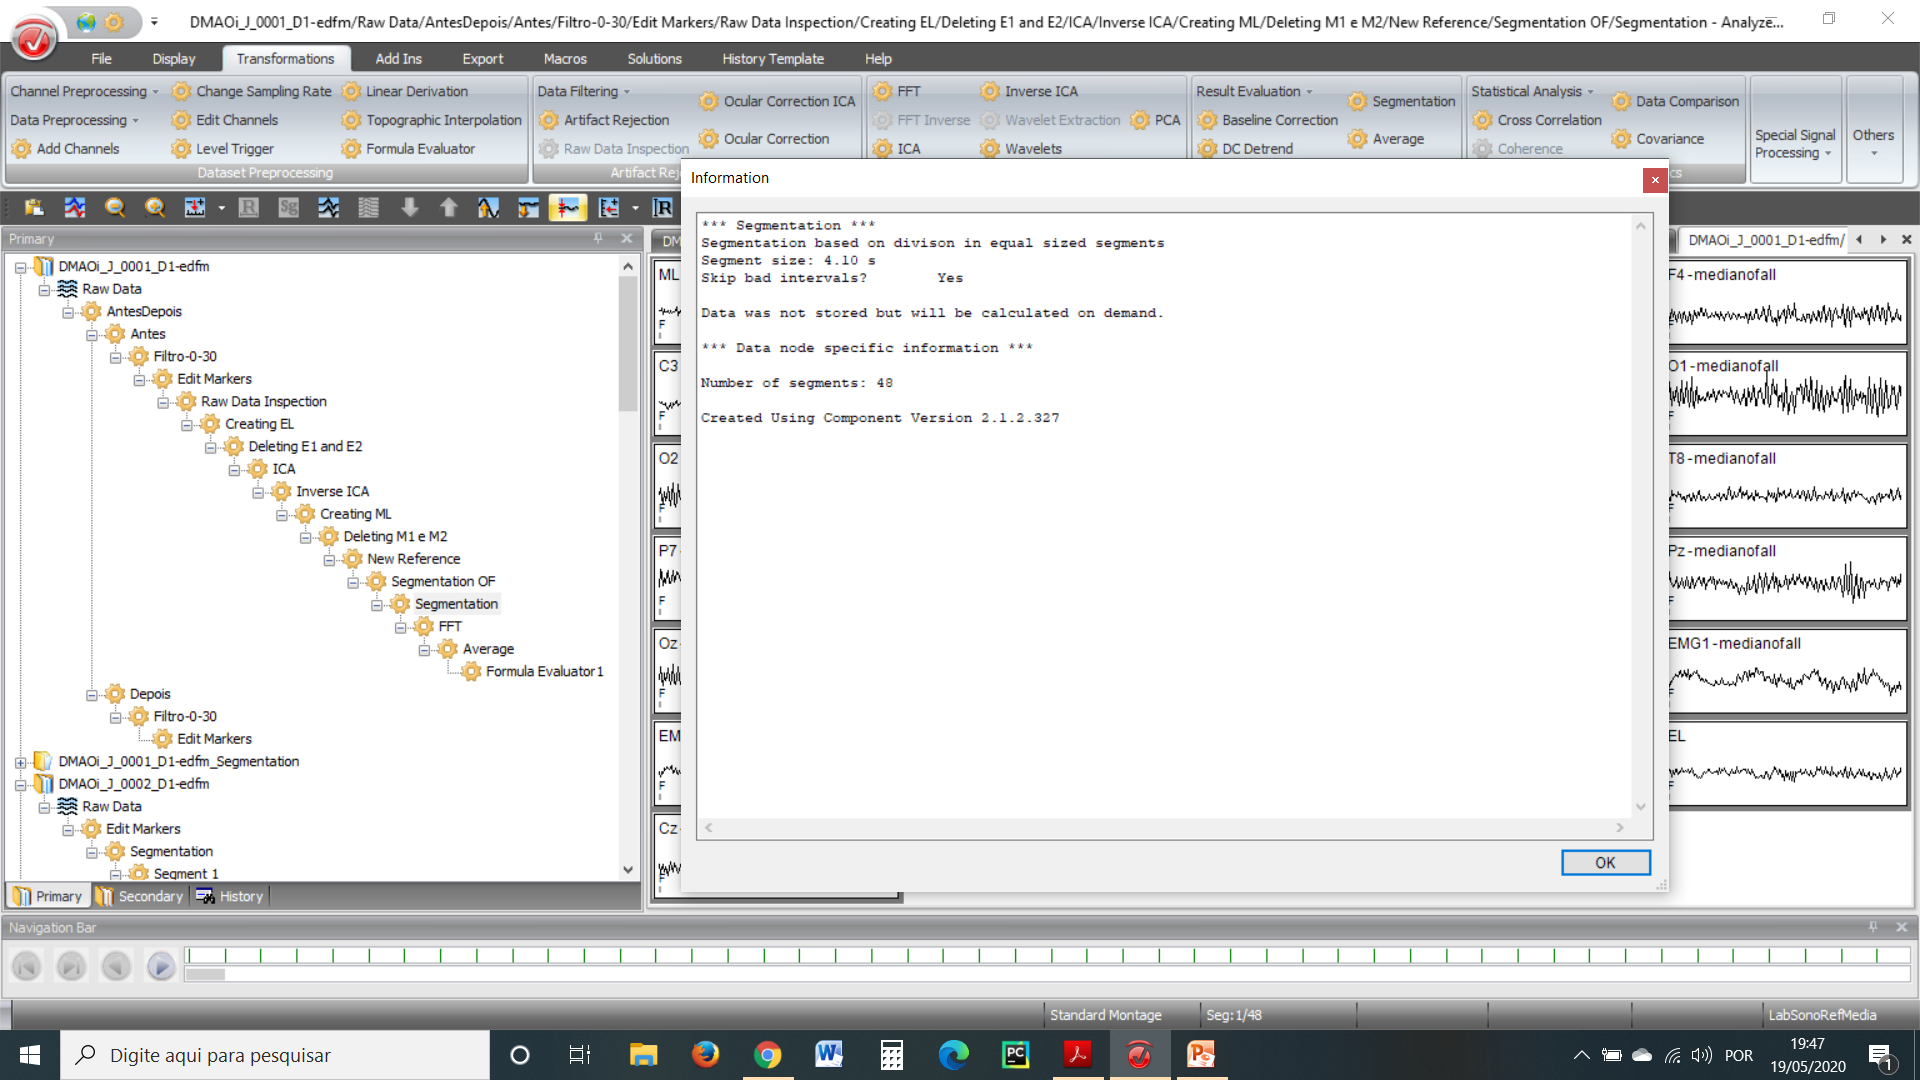 DMAOi_J_0001_D1-edfm/Raw Data/AntesDepois/Antes/Filtro-0-30/Edit Markers/Raw Data Inspection/Creating EL/Deleting E1 and E2/ICA/Inverse ICA/Creating ML/Deleting M1 e M2/New Reference/Segmentation OF/Segmentation - Analyze...
File Display Transformations Add Ins Export Macros Solutions History Template Help
Channel Preprocessing Change Sampling Rate Linear Derivation
Data Preprocessing Edit Channels Topographic Interpolation
Add Channels Level Trigger Formula Evaluator
Dataset Preprocessing
Data Filtering Ocular Correction ICA
Artifact Rejection
Raw Data Inspection Ocular Correction
Artifact Rej
FFT Inverse ICA
FFT Inverse Wavelet Extraction PCA
ICA Wavelets
Result Evaluation Segmentation
Baseline Correction
DC Detrend Average
Statistical Analysis Data Comparison
Cross Correlation
Coherence Covariance
cs
Special Signal
Processing
Others
Primary
DMAOi_J_0001_D1-edfm
Raw Data
AntesDepois
Antes
Filtro-0-30
Edit Markers
Raw Data Inspection
Creating EL
Deleting E1 and E2
ICA
Inverse ICA
Creating ML
Deleting M1 e M2
New Reference
Segmentation OF
Segmentation
FFT
Average
Formula Evaluator1
Depois
Filtro-0-30
Edit Markers
DMAOi_J_0001_D1-edfm_Segmentation
DMAOi_J_0002_D1-edfm
Raw Data
Edit Markers
Segmentation
Segment 1
Primary Secondary History
DM
ML
F
C3
F
O2
F
P7
F
Oz
F
EM
F
Cz
F
Information
*** Segmentation ***
Segmentation based on divison in equal sized segments
Segment size: 4.10 s
Skip bad intervals? Yes
Data was not stored but will be calculated on demand.
*** Data node specific information ***
Number of segments: 48
Created Using Component Version 2.1.2.327
OK
DMAOi_J_0001_D1-edfm/
F4-medianofall
O1-medianofall
T8-medianofall
Pz-medianofall
EMG1-medianofall
EL
Navigation Bar
Standard Montage Seg:1/48 LabSonoRefMedia
Digite aqui para pesquisar
POR
19:47
19/05/2020
1